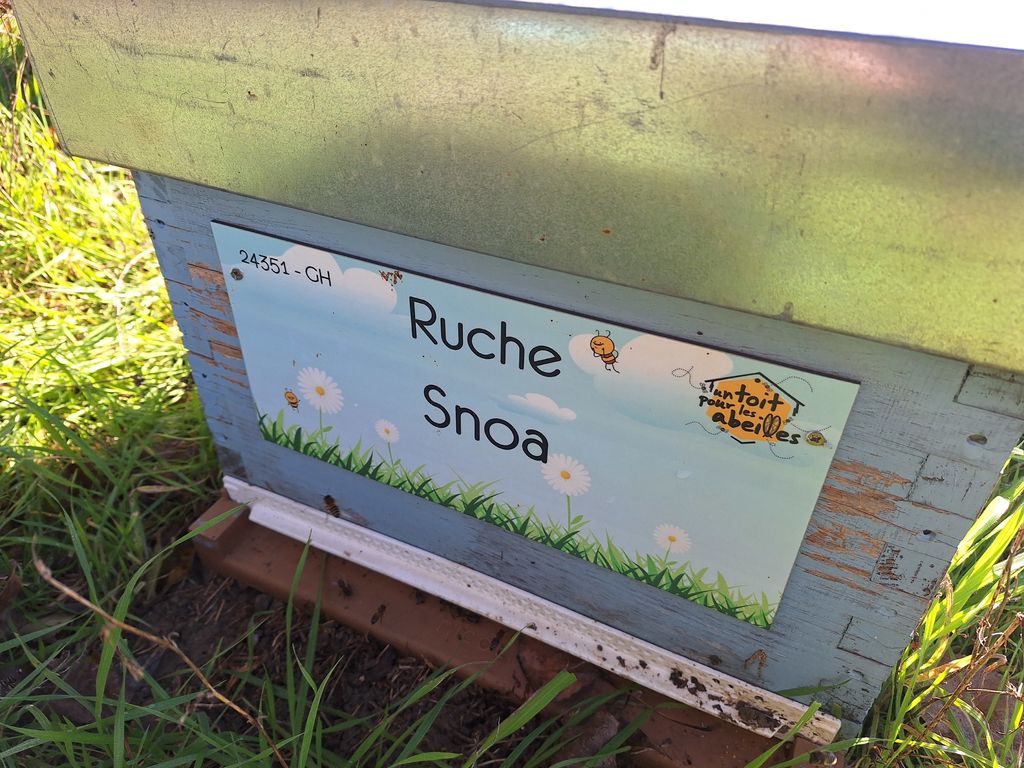 24351 - GH
Ruche
Snoa
un toit
pour les
abeilles